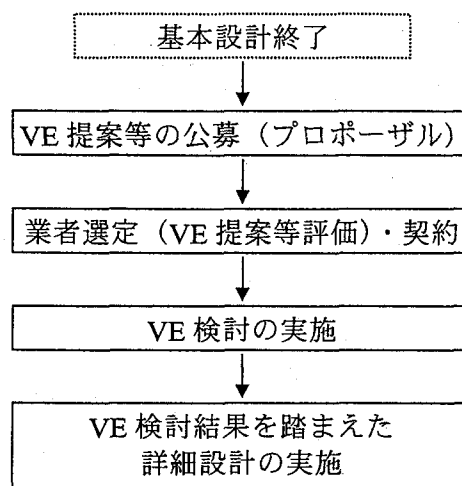 基本設計終了
VE 提案等の公募（プロポーザル）
業者選定（VE 提案等評価）・契約
VE 検討の実施
VE 検討結果を踏まえた
詳細設計の実施